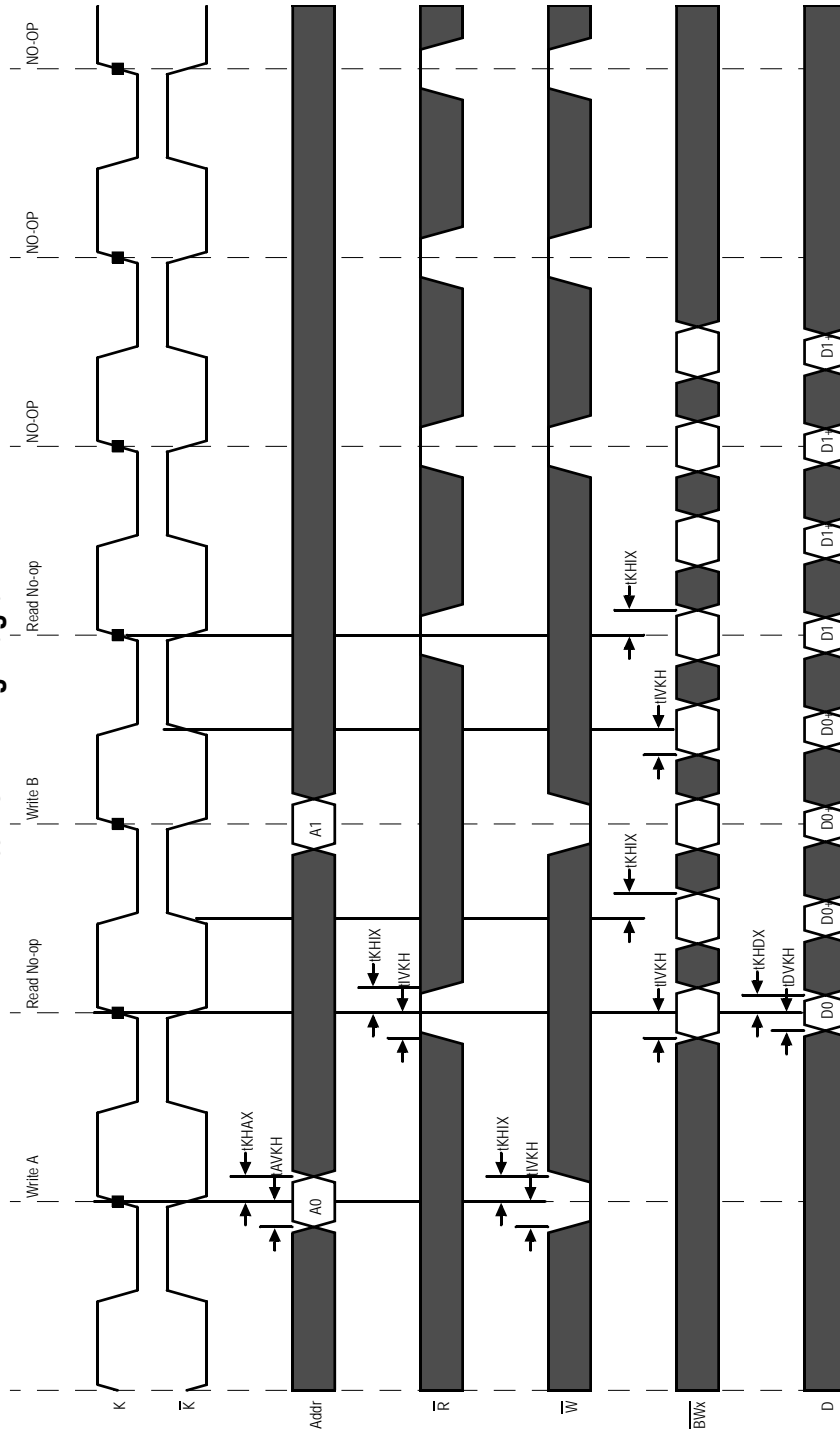 Write A
Read No-op
Write B
Read No-op
NO-OP
NO-OP
NO-OP
K
K
Addr
A0
A1
tKHAX
tAVKH
R
tKHIX
tIVKH
W
tKHIX
tIVKH
BWx
tIVKH
tKHIX
tIVKH
tKHIX
D
tKHDX
tDVKH
D0
D0+
D0+
D0+
D1
D1+
D1+
D1+